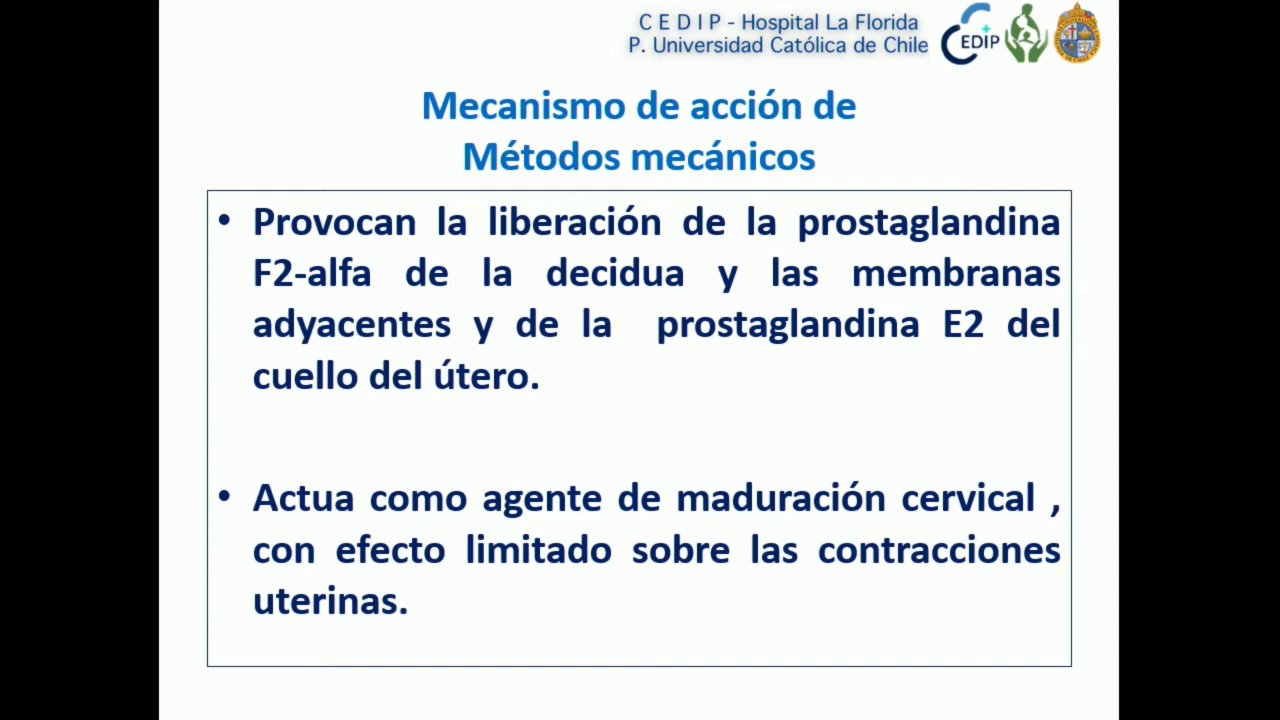 C E D I P - Hospital La Florida
P. Universidad Católica de Chile
EDIP
Mecanismo de acción de
Métodos mecánicos
• Provocan la liberación de la prostaglandina
F2-alfa de la decidua y las membranas
adyacentes y de la prostaglandina E2 del
cuello del útero.
• Actua como agente de maduración cervical ,
con efecto limitado sobre las contracciones
uterinas.